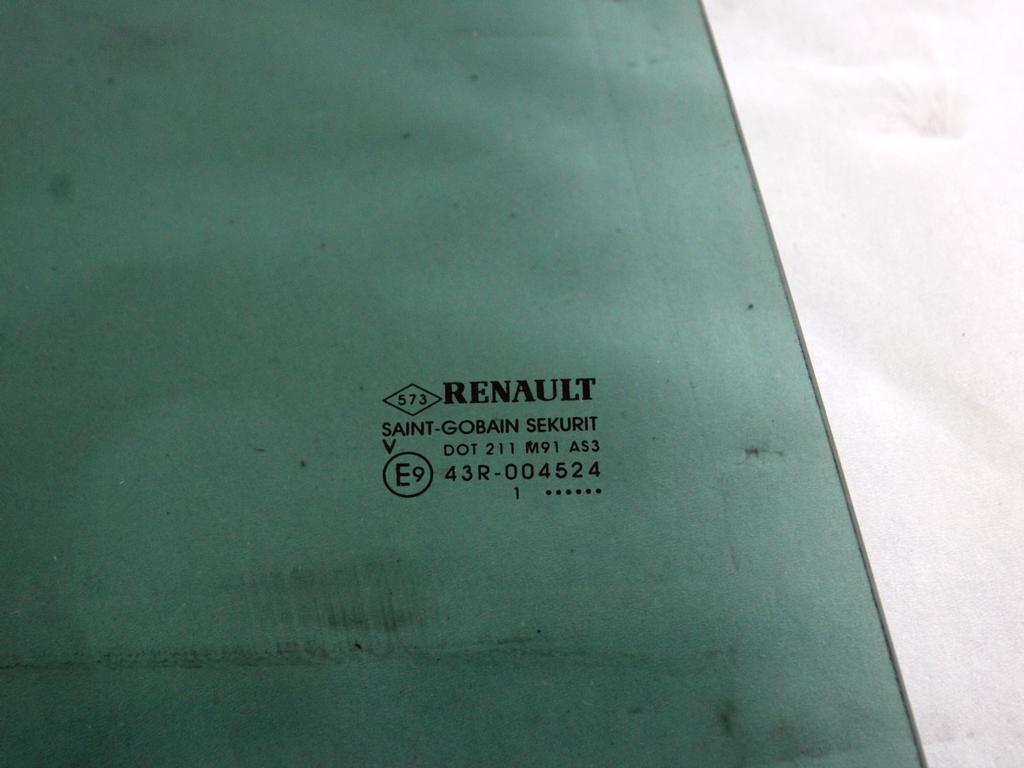 573 RENAULT
SAINT-GOBAIN SEKURIT
V DOT 211 M91 AS3
E9 43R-004524
1 ••••••